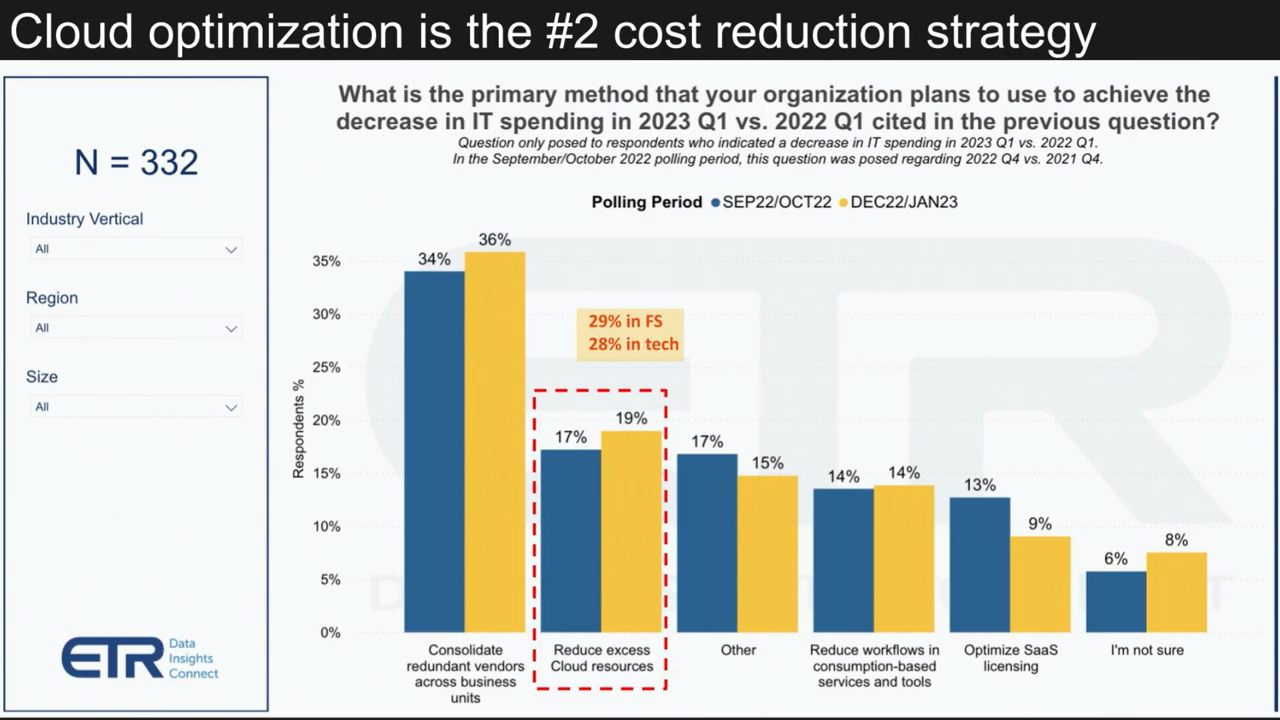 Cloud optimization is the #2 cost reduction strategy
N = 332
Industry Vertical
All
Region
All
Size
All
ETR Data
Insights
Connect
What is the primary method that your organization plans to use to achieve the
decrease in IT spending in 2023 Q1 vs. 2022 Q1 cited in the previous question?
Question only posed to respondents who indicated a decrease in IT spending in 2023 Q1 vs. 2022 Q1.
In the September/October 2022 polling period, this question was posed regarding 2022 Q4 vs. 2021 Q4.
Polling Period SEP22/OCT22 DEC22/JAN23
Respondents %
35%
30%
25%
20%
15%
10%
5%
0%
34%
36%
29% in FS
28% in tech
17%
19%
17%
15%
14%
14%
13%
9%
6%
8%
Consolidate
redundant vendors
across business
units
Reduce excess
Cloud resources
Other
Reduce workflows in
consumption-based
services and tools
Optimize SaaS
licensing
I'm not sure
ETR